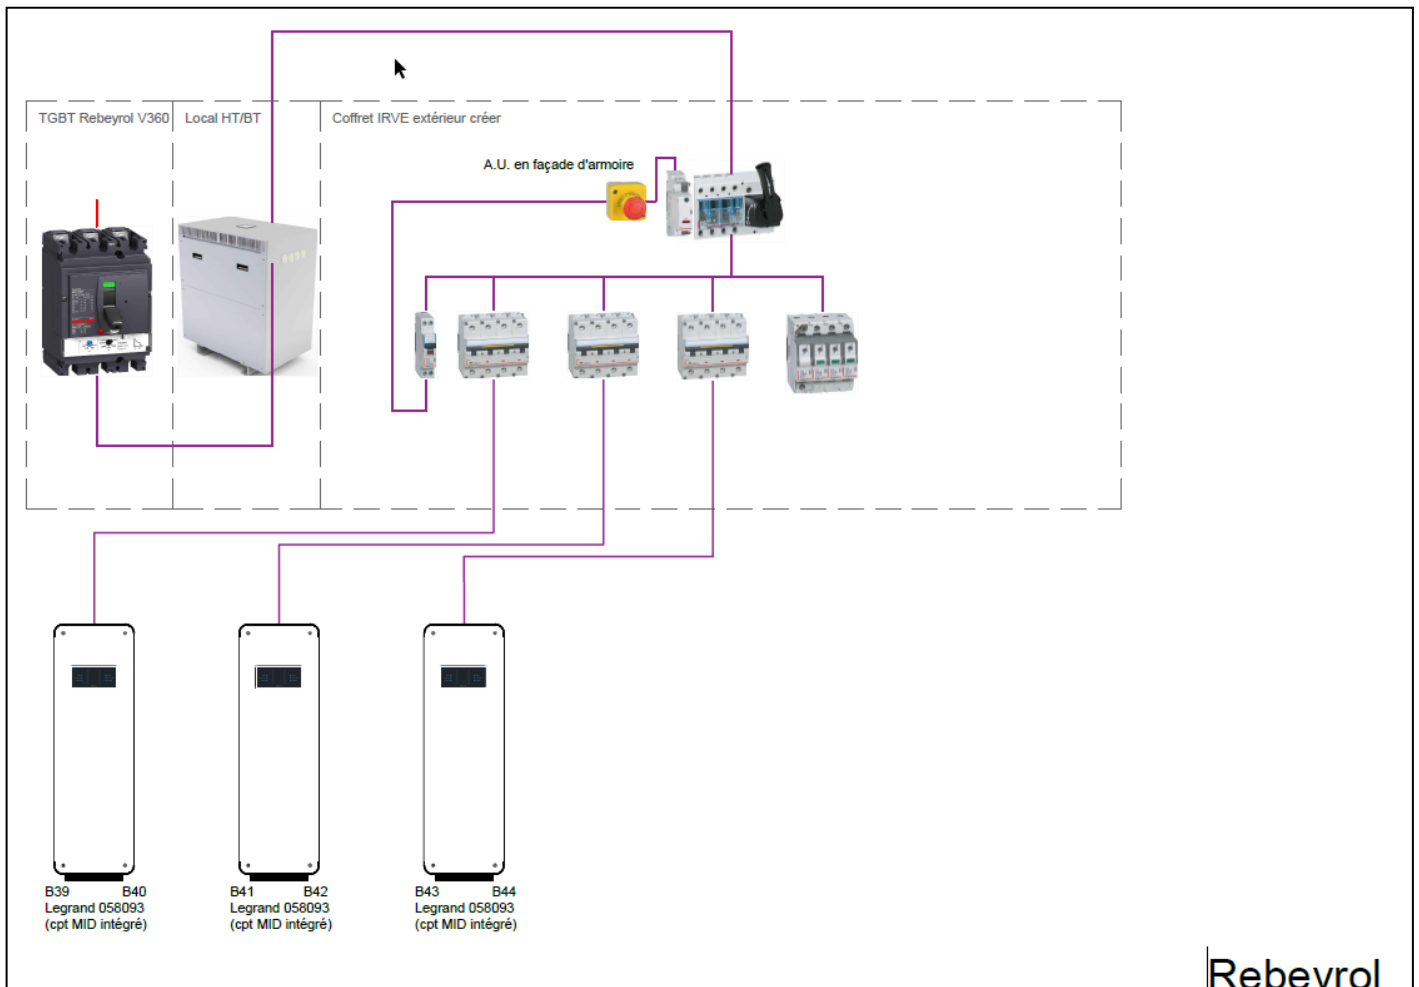 TGBT Rebeyrol V360
Local HT/BT
Coffret IRVE extérieur créer
A.U. en façade d'armoire
B39 B40
Legrand 058093
(cpt MID intégré)
B41 B42
Legrand 058093
(cpt MID intégré)
B43 B44
Legrand 058093
(cpt MID intégré)
Rebeyrol